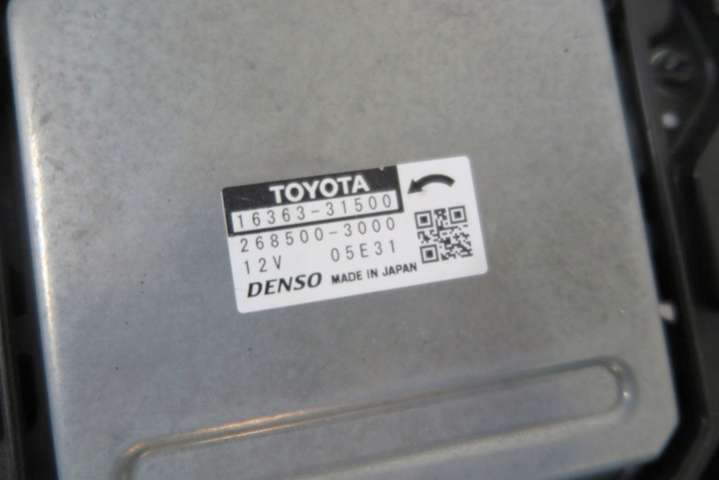 TOYOTA
16363-31500
268500-3000
12V 05E31
DENSO MADE IN JAPAN